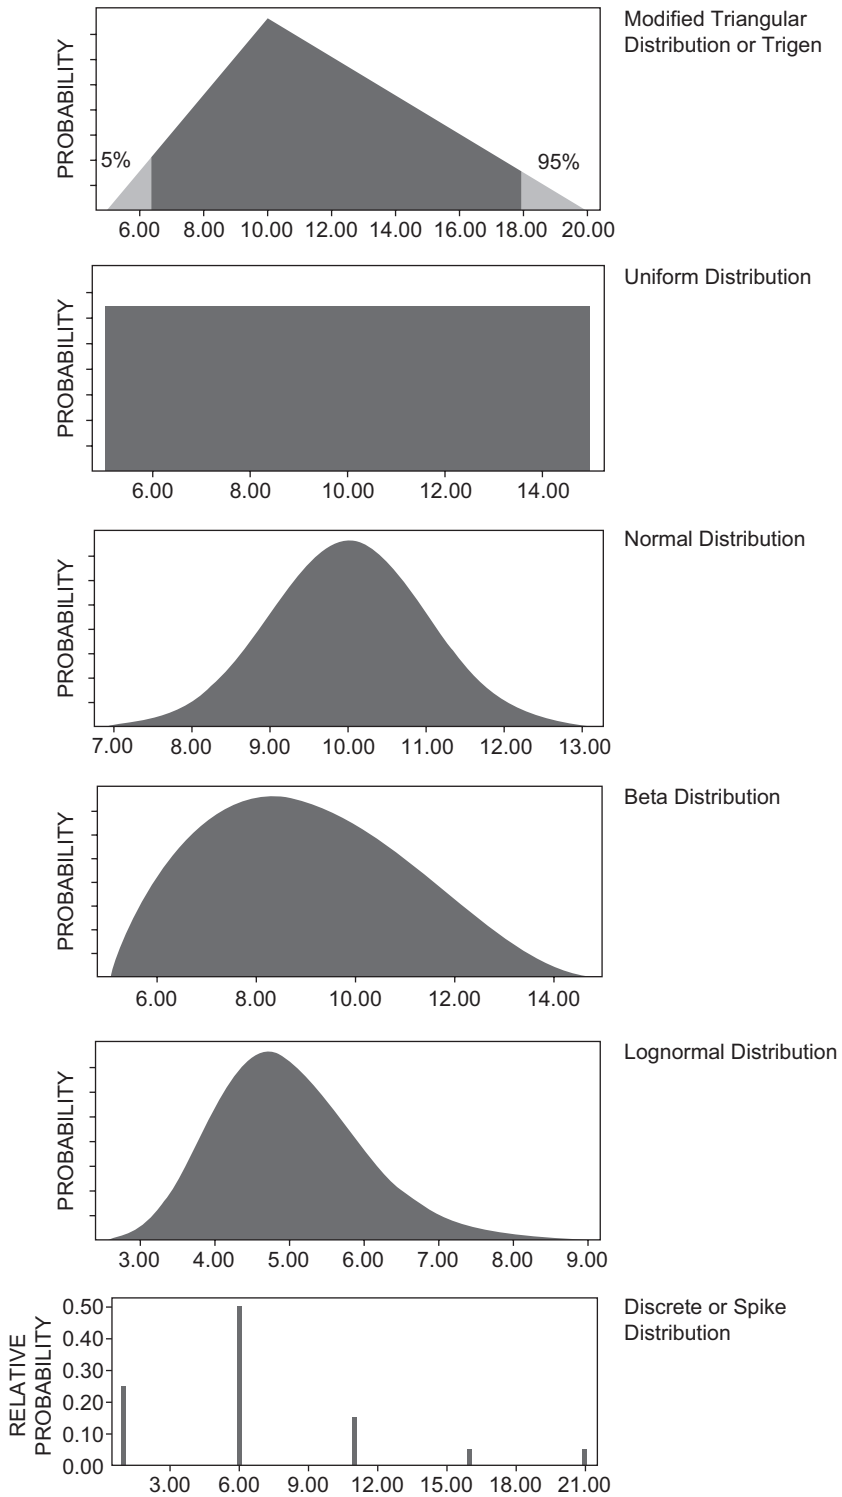 Modified Triangular
Distribution or Trigen
PROBABILITY
5%
95%
6.00 8.00 10.00 12.00 14.00 16.00 18.00 20.00
Uniform Distribution
PROBABILITY
6.00 8.00 10.00 12.00 14.00
Normal Distribution
PROBABILITY
7.00 8.00 9.00 10.00 11.00 12.00 13.00
Beta Distribution
PROBABILITY
6.00 8.00 10.00 12.00 14.00
Lognormal Distribution
PROBABILITY
3.00 4.00 5.00 6.00 7.00 8.00 9.00
Discrete or Spike
Distribution
RELATIVE
PROBABILITY
0.50
0.40
0.30
0.20
0.10
0.00
3.00 6.00 9.00 12.00 15.00 18.00 21.00